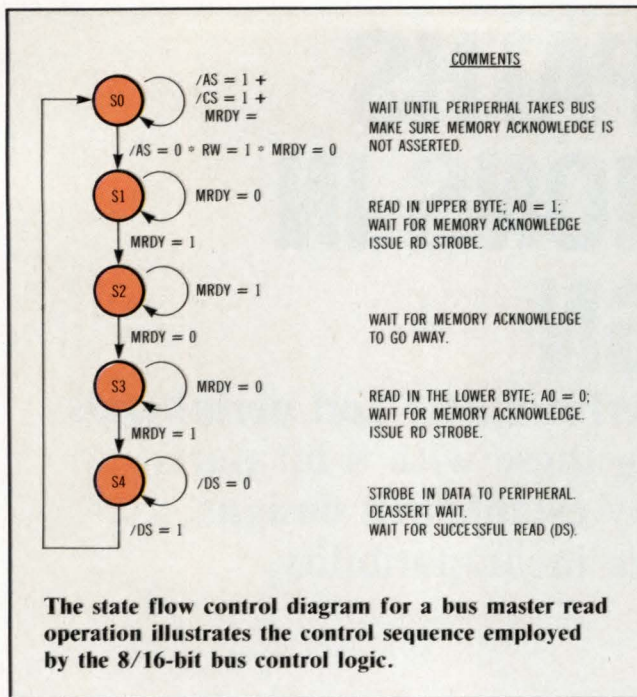 COMMENTS
S0
/AS = 1 +
/CS = 1 +
MRDY =
WAIT UNTIL PERIPERHAL TAKES BUS
MAKE SURE MEMORY ACKNOWLEDGE IS
NOT ASSERTED.
/AS = 0 * RW = 1 * MRDY = 0
S1
MRDY = 0
READ IN UPPER BYTE; A0 = 1;
WAIT FOR MEMORY ACKNOWLEDGE
ISSUE RD STROBE.
MRDY = 1
S2
MRDY = 1
WAIT FOR MEMORY ACKNOWLEDGE
TO GO AWAY.
MRDY = 0
S3
MRDY = 0
READ IN THE LOWER BYTE; A0 = 0;
WAIT FOR MEMORY ACKNOWLEDGE.
ISSUE RD STROBE.
MRDY = 1
S4
/DS = 0
STROBE IN DATA TO PERIPHERAL.
DEASSERT WAIT.
WAIT FOR SUCCESSFUL READ (DS).
/DS = 1
The state flow control diagram for a bus master read
operation illustrates the control sequence employed
by the 8/16-bit bus control logic.